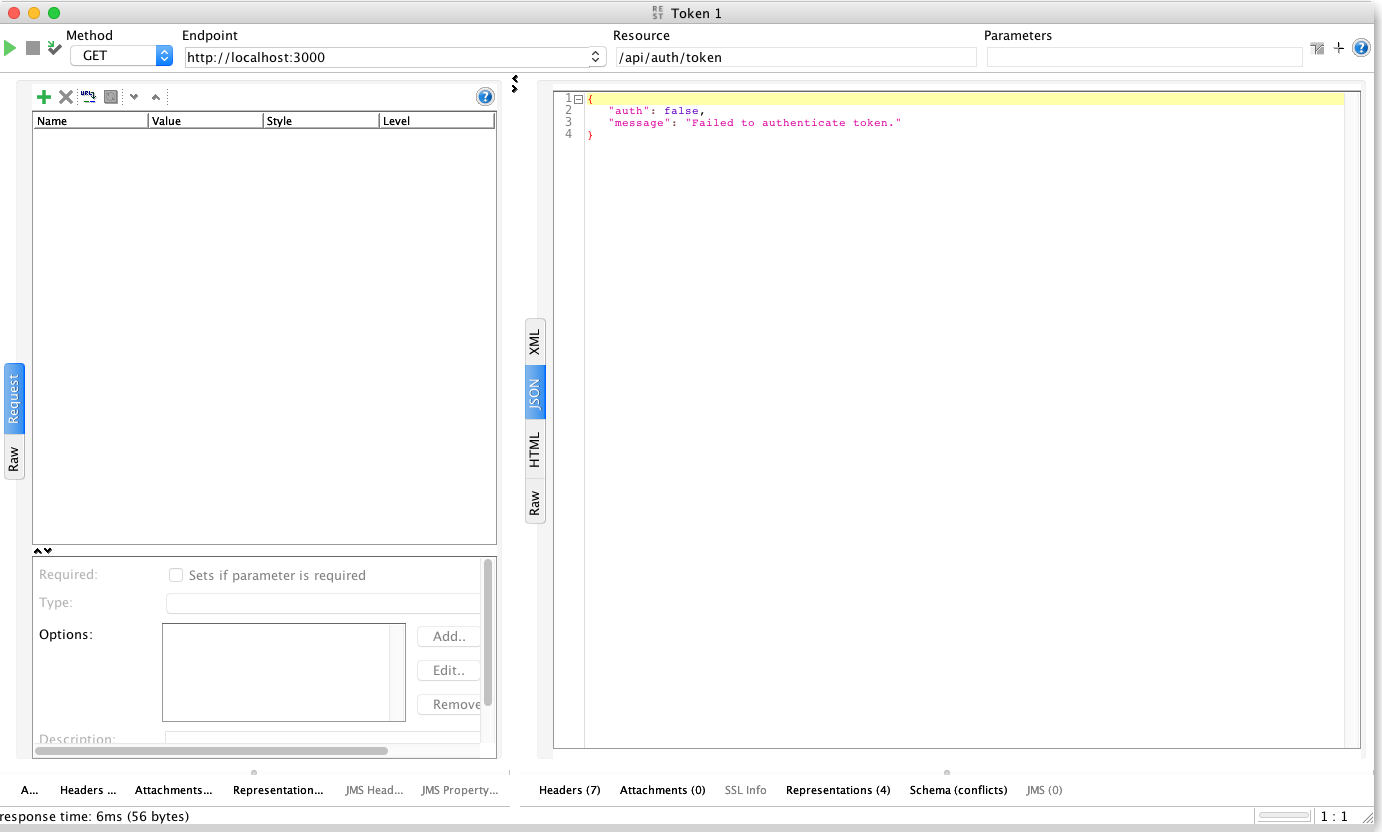 RE
ST Token 1
Method Endpoint Resource Parameters
GET http://localhost:3000 /api/auth/token
Name Value Style Level
1 {
2 "auth": false,
3 "message": "Failed to authenticate token."
4 }
XML
JSON
HTML
Raw
Request
Raw
Required: Sets if parameter is required
Type:
Options: Add..
Edit..
Remove
Description:
A... Headers ... Attachments... Representation... JMS Head... JMS Property...
Headers (7) Attachments (0) SSL Info Representations (4) Schema (conflicts) JMS (0)
response time: 6ms (56 bytes) 1 : 1